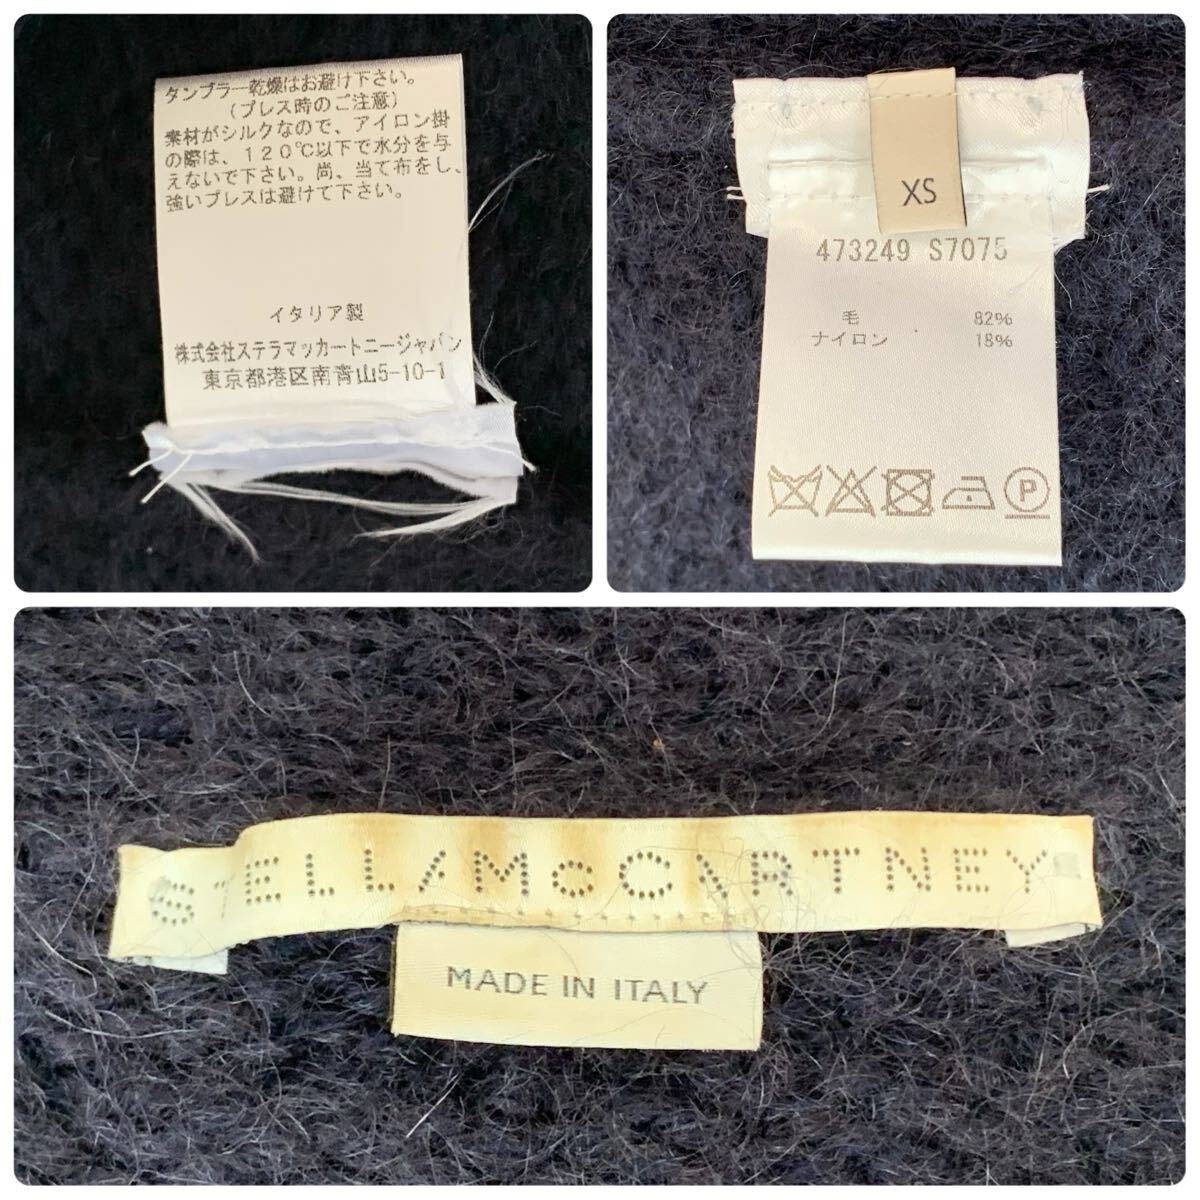 タンブラー乾燥はお避け下さい。
(プレス時のご注意)
素材がシルクなので、アイロン掛
の際は、120℃以下で水分を与
えないで下さい。尚、当て布をし、
強いプレスは避けて下さい。
イタリア製
株式会社ステラマッカートニージャパン
東京都港区南青山5-10-1
XS
473249 S7075
毛 82%
ナイロン 18%
P
STELLA McCARTNEY
MADE IN ITALY